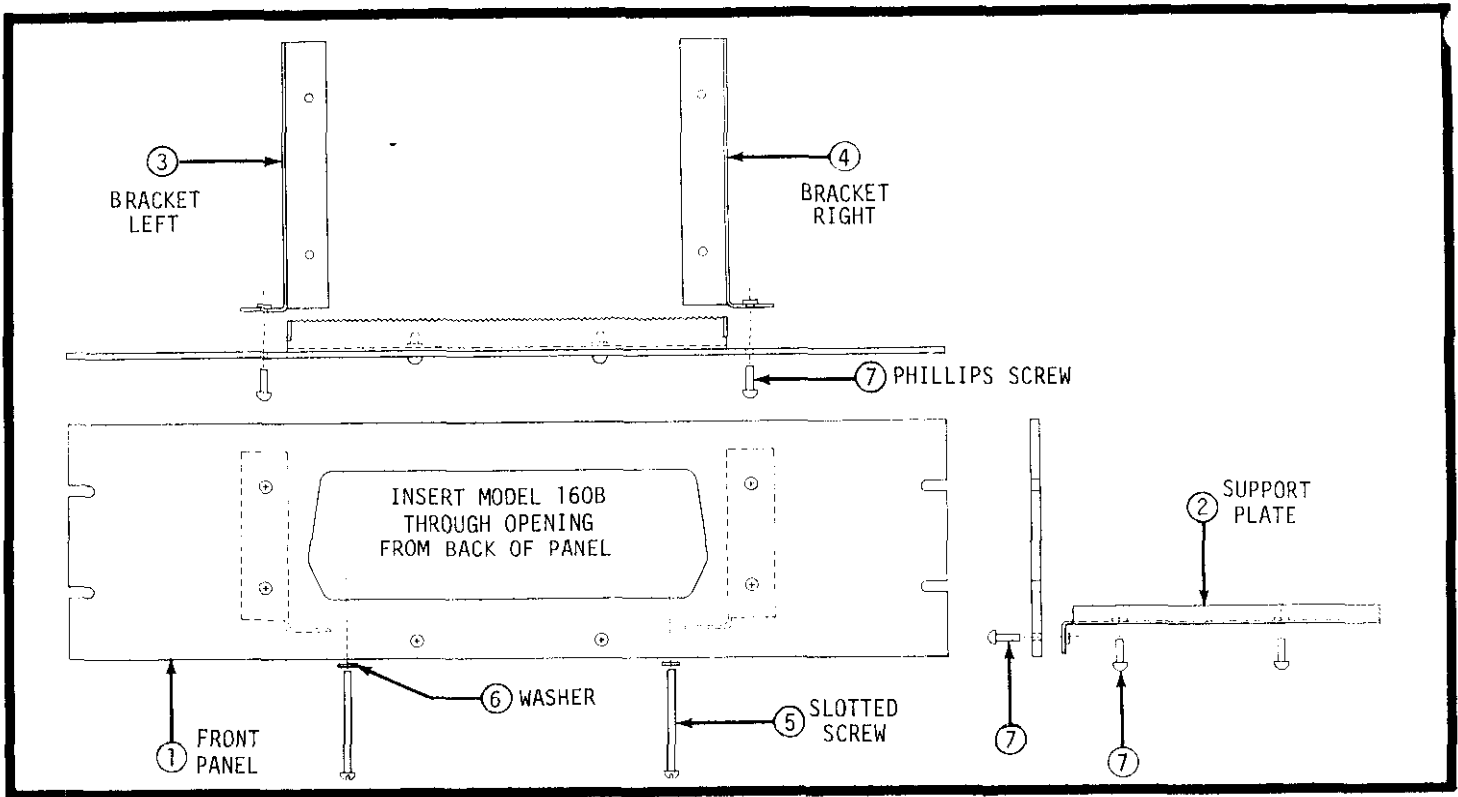 ③
BRACKET
LEFT
④
BRACKET
RIGHT
⑦ PHILLIPS SCREW
INSERT MODEL 160B
THROUGH OPENING
FROM BACK OF PANEL
② SUPPORT
PLATE
⑥ WASHER
⑤ SLOTTED
SCREW
① FRONT
PANEL
⑦
⑦